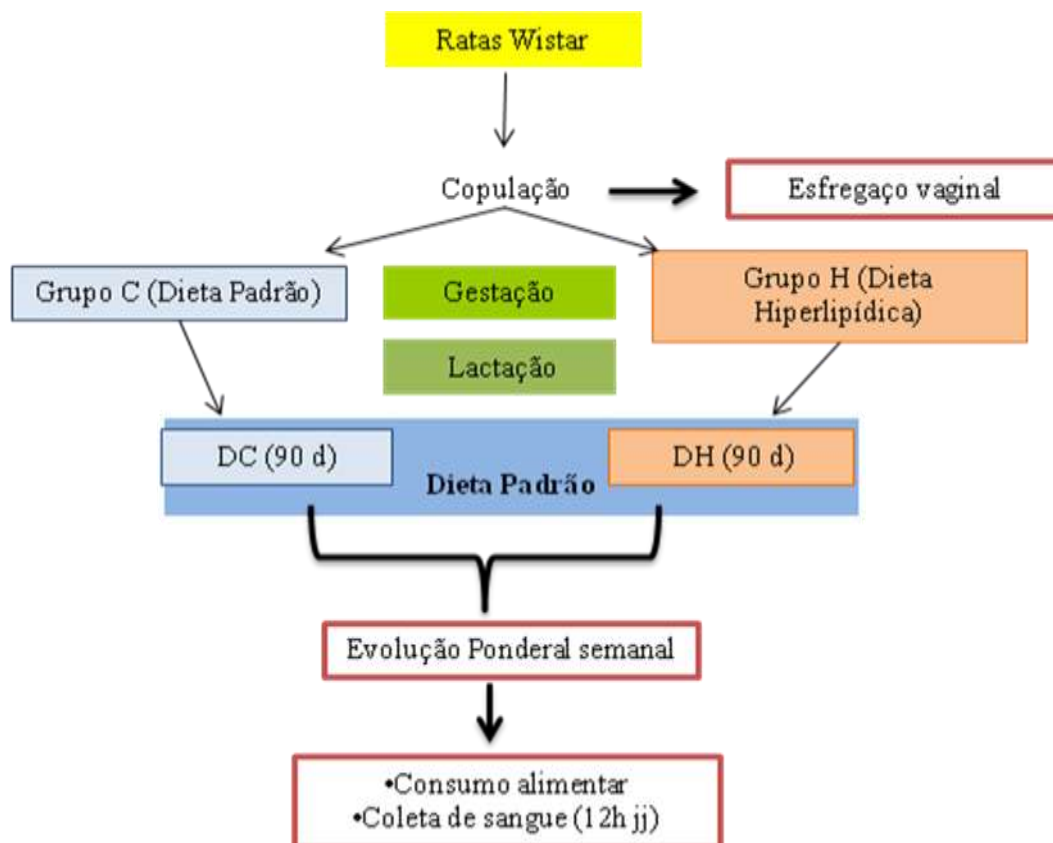 Ratas Wistar
Copulação
Esfregaço vaginal
Grupo C (Dieta Padrão)
Gestação
Grupo H (Dieta
Hiperlipídica)
Lactação
DC (90 d)
DH (90 d)
Dieta Padrão
Evolução Ponderal semanal
•Consumo alimentar
•Coleta de sangue (12h jj)